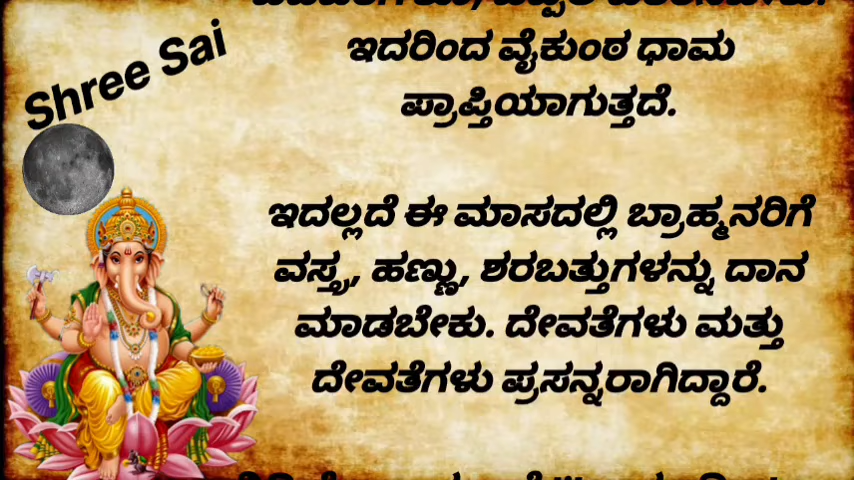 Shree Sai
ಇದರಿಂದ ವೈಕುಂಠ ಧಾಮ
ಪ್ರಾಪ್ತಿಯಾಗುತ್ತದೆ.
ಇದಲ್ಲದೆ ಈ ಮಾಸದಲ್ಲಿ ಬ್ರಾಹ್ಮನರಿಗೆ
ವಸ್ತ್ರ, ಹಣ್ಣು, ಶರಬತ್ತುಗಳನ್ನು ದಾನ
ಮಾಡಬೇಕು. ದೇವತೆಗಳು ಮತ್ತು
ದೇವತೆಗಳು ಪ್ರಸನ್ನರಾಗಿದ್ದಾರೆ.